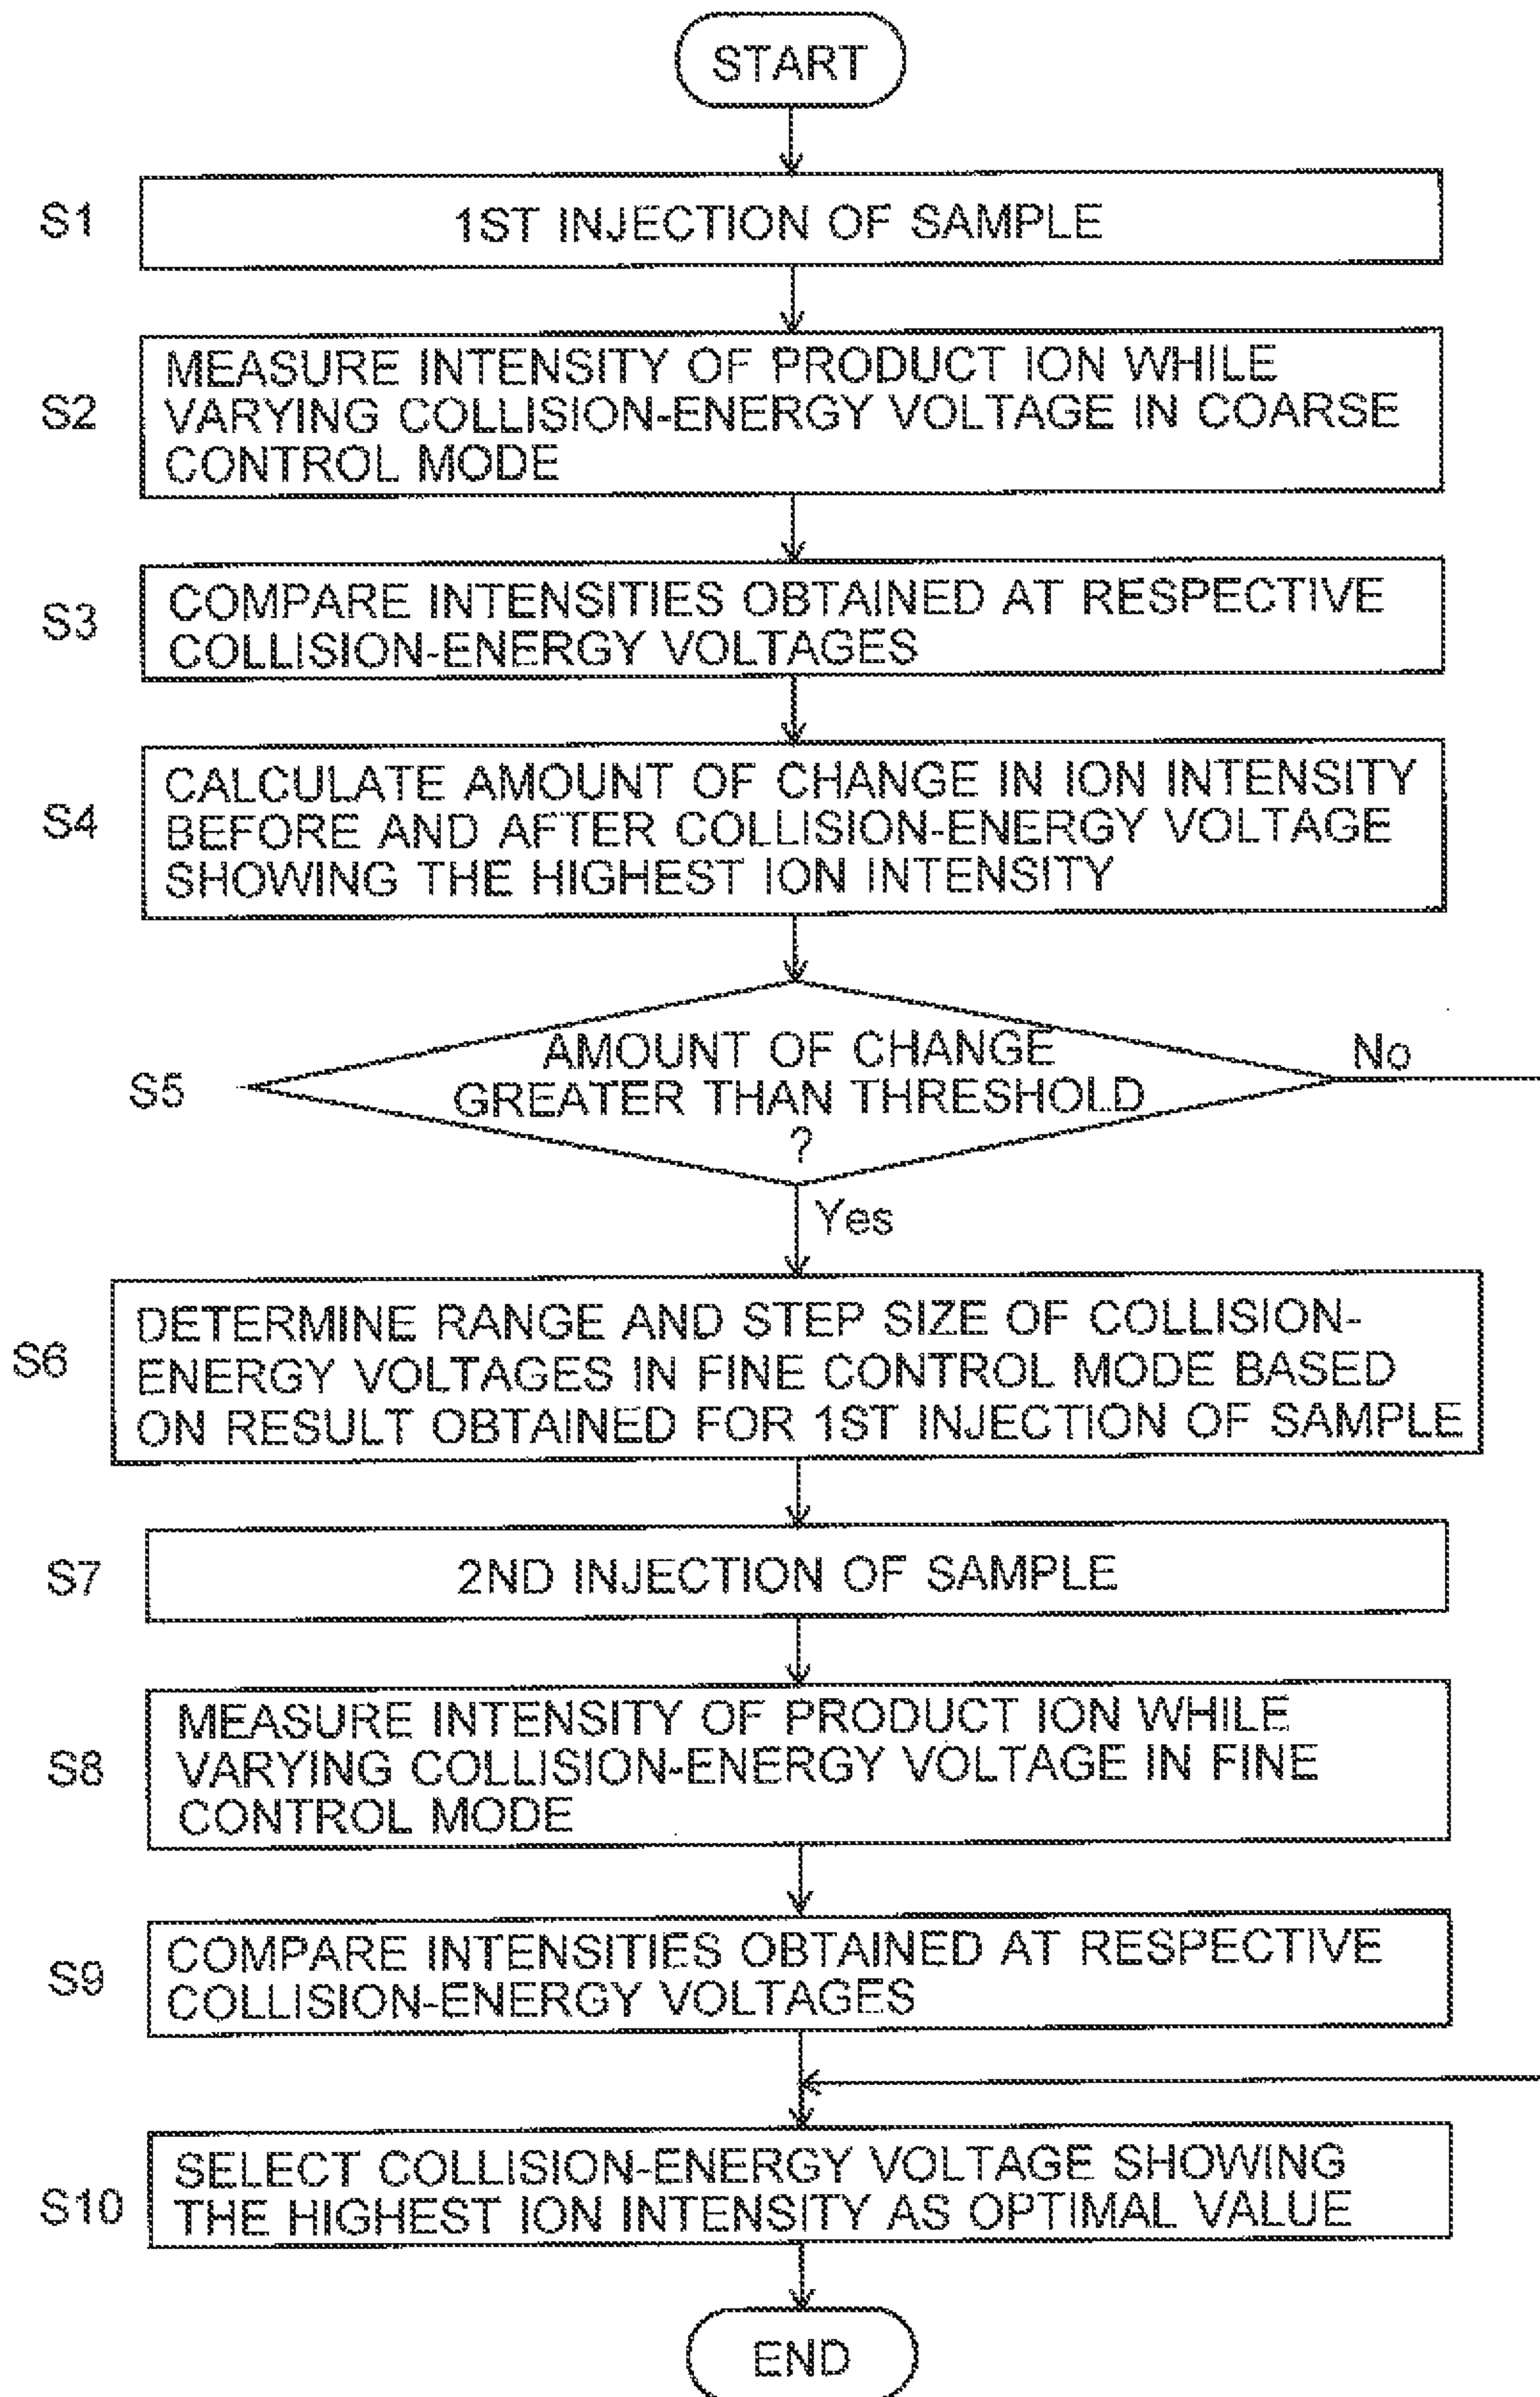 START
S1
1ST INJECTION OF SAMPLE
S2
MEASURE INTENSITY OF PRODUCT ION WHILE
VARYING COLLISION-ENERGY VOLTAGE IN COARSE
CONTROL MODE
S3
COMPARE INTENSITIES OBTAINED AT RESPECTIVE
COLLISION-ENERGY VOLTAGES
S4
CALCULATE AMOUNT OF CHANGE IN ION INTENSITY
BEFORE AND AFTER COLLISION-ENERGY VOLTAGE
SHOWING THE HIGHEST ION INTENSITY
S5
AMOUNT OF CHANGE
GREATER THAN THRESHOLD
?
No
Yes
S6
DETERMINE RANGE AND STEP SIZE OF COLLISION-
ENERGY VOLTAGES IN FINE CONTROL MODE BASED
ON RESULT OBTAINED FOR 1ST INJECTION OF SAMPLE
S7
2ND INJECTION OF SAMPLE
S8
MEASURE INTENSITY OF PRODUCT ION WHILE
VARYING COLLISION-ENERGY VOLTAGE IN FINE
CONTROL MODE
S9
COMPARE INTENSITIES OBTAINED AT RESPECTIVE
COLLISION-ENERGY VOLTAGES
S10
SELECT COLLISION-ENERGY VOLTAGE SHOWING
THE HIGHEST ION INTENSITY AS OPTIMAL VALUE
END